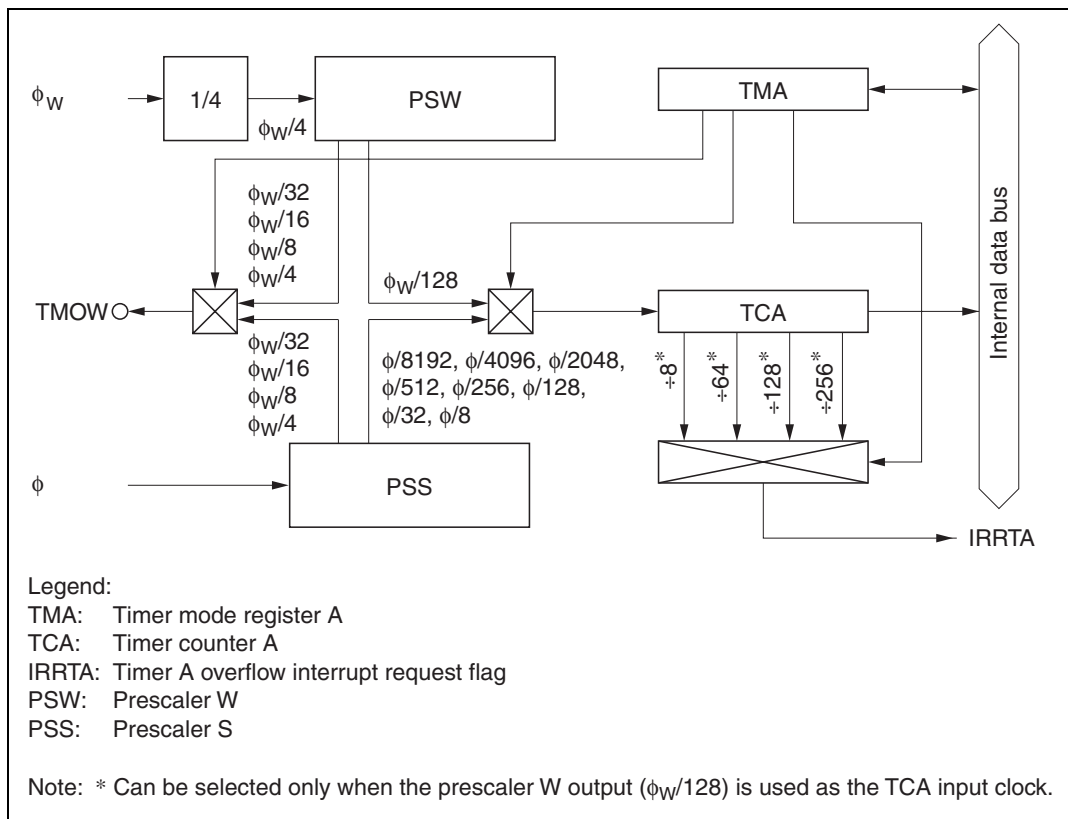 ϕW
1/4
ϕW/4
PSW
TMA
Internal data bus
ϕW/32
ϕW/16
ϕW/8
ϕW/4
ϕW/128
TMOW
TCA
ϕW/32
ϕW/16
ϕW/8
ϕW/4
ϕ/8192, ϕ/4096, ϕ/2048,
ϕ/512, ϕ/256, ϕ/128,
ϕ/32, ϕ/8
÷8*
÷64*
÷128*
÷256*
ϕ
PSS
IRRTA
Legend:
TMA: Timer mode register A
TCA: Timer counter A
IRRTA: Timer A overflow interrupt request flag
PSW: Prescaler W
PSS: Prescaler S
Note: * Can be selected only when the prescaler W output (ϕW/128) is used as the TCA input clock.